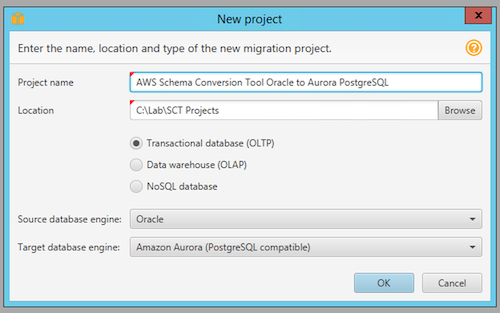 New project
x
Enter the name, location and type of the new migration project.
?
Project name AWS Schema Conversion Tool Oracle to Aurora PostgreSQL
Location C:\Lab\SCT Projects Browse
Transactional database (OLTP)
Data warehouse (OLAP)
NoSQL database
Source database engine: Oracle
Target database engine: Amazon Aurora (PostgreSQL compatible)
OK Cancel